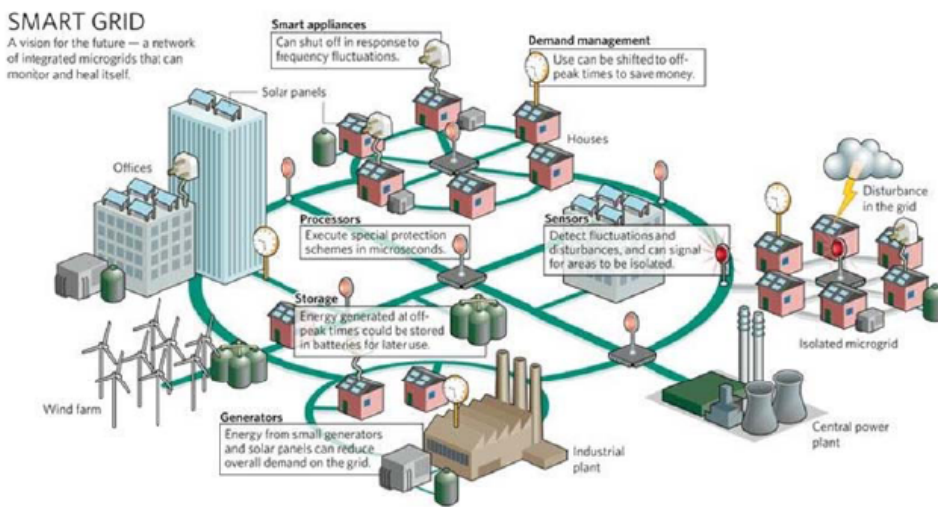 SMART GRID
A vision for the future — a network
of integrated microgrids that can
monitor and heal itself.
Smart appliances
Can shut off in response to
frequency fluctuations.
Demand management
Use can be shifted to off-
peak times to save money.
Solar panels
Houses
Offices
Disturbance
in the grid
Processors
Execute special protection
schemes in microseconds.
Sensors
Detect fluctuations and
disturbances, and can signal
for areas to be isolated.
Storage
Energy generated at off-
peak times could be stored
in batteries for later use.
Isolated microgrid
Wind farm
Generators
Energy from small generators
and solar panels can reduce
overall demand on the grid.
Industrial
plant
Central power
plant